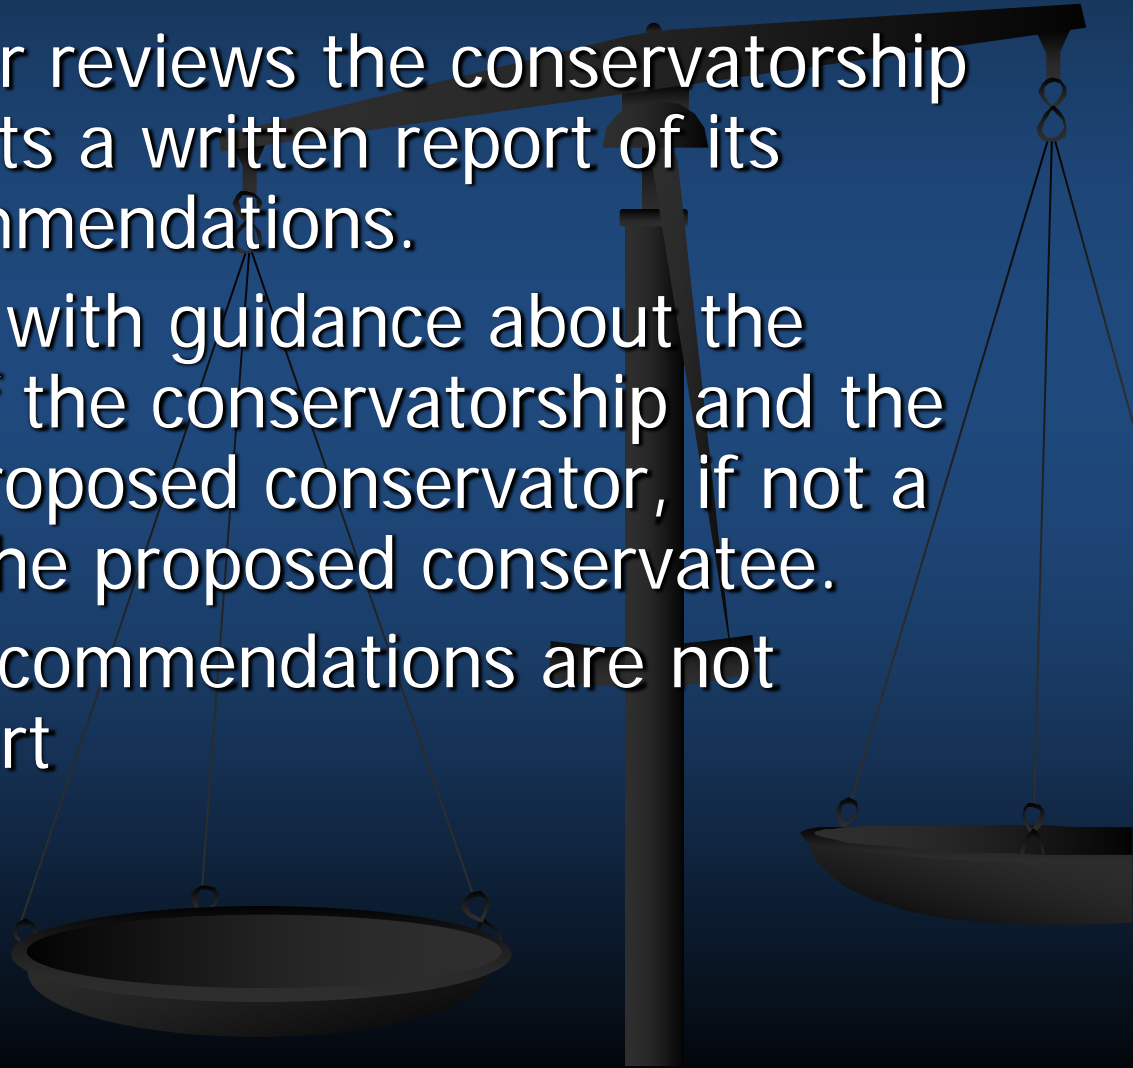 r reviews the conservatorship
ts a written report of its
mmendations.
with guidance about the
f the conservatorship and the
roposed conservator, if not a
he proposed conservatee.
commendations are not
rt